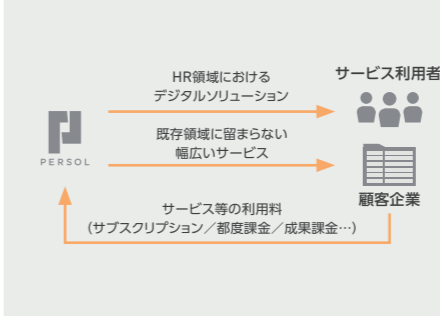 HR領域における
デジタルソリューション
サービス利用者
PERSOL
既存領域に留まらない
幅広いサービス
顧客企業
サービス等の利用料
(サブスクリプション／都度課金／成果課金…)